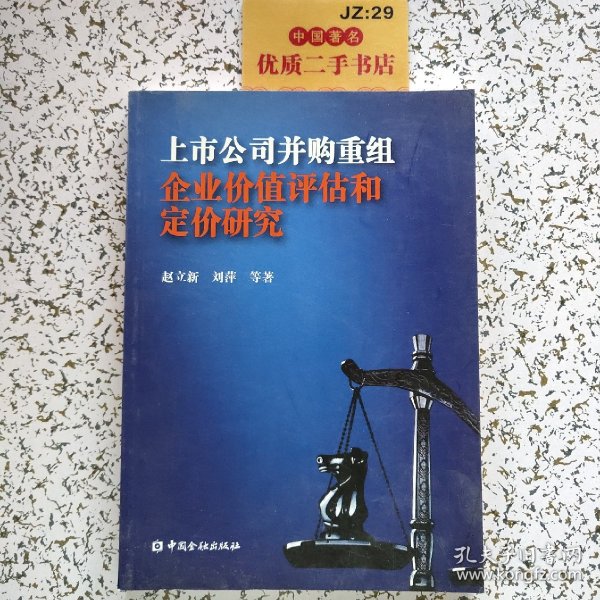 JZ:29
中国著名
优质二手书店
上市公司并购重组
企业价值评估和
定价研究
赵立新 刘萍 等著
中国金融出版社
孔夫子旧书网
www.kongfz.com